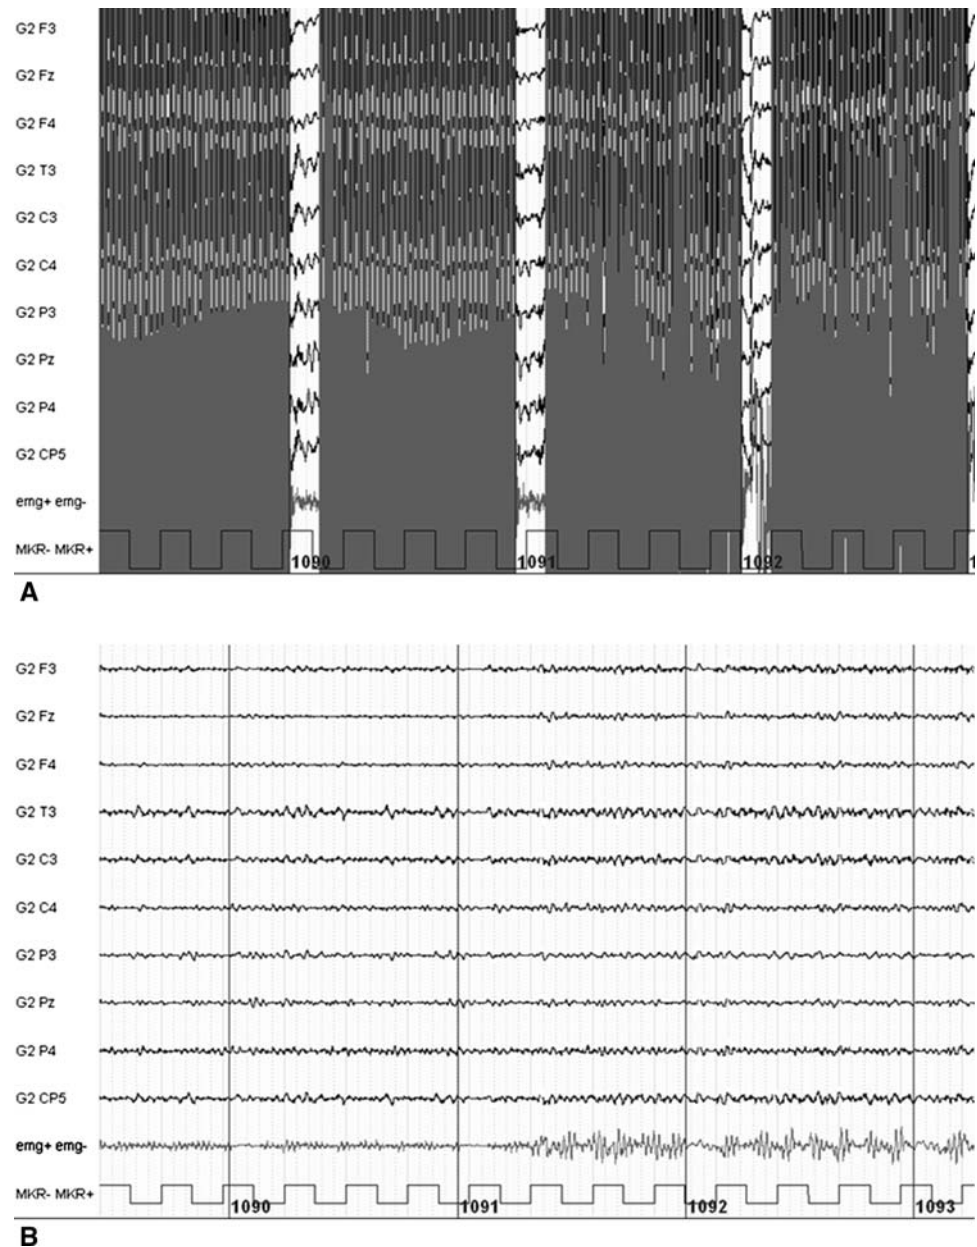 G2 F3
G2 Fz
G2 F4
G2 T3
G2 C3
G2 C4
G2 P3
G2 Pz
G2 P4
G2 CP5
emg+ emg-
MKR- MKR+
1090 1091 1092
A
G2 F3
G2 Fz
G2 F4
G2 T3
G2 C3
G2 C4
G2 P3
G2 Pz
G2 P4
G2 CP5
emg+ emg-
MKR- MKR+
1090 1091 1092 1093
B